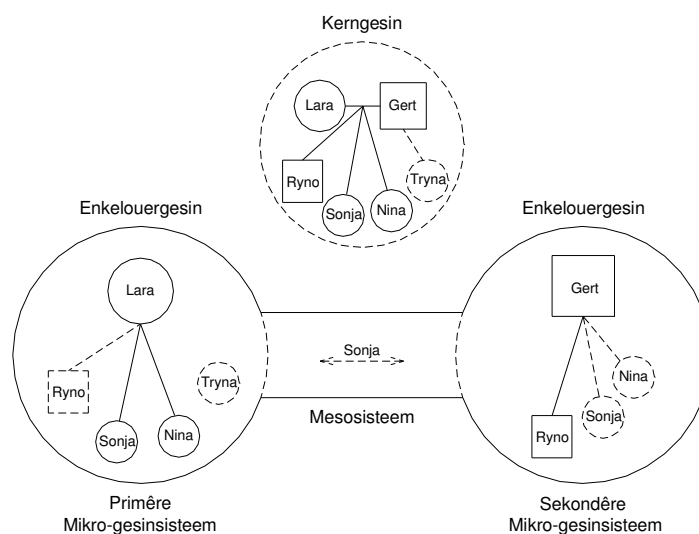 Kerngesin
Lara
Gert
Ryno
Tryna
Sonja
Nina
Enkelouergesin
Enkelouergesin
Lara
Ryno
Tryna
Sonja
Nina
Sonja
Mesosisteem
Gert
Nina
Sonja
Ryno
Primêre
Mikro-gesinsisteem
Sekondêre
Mikro-gesinsisteem